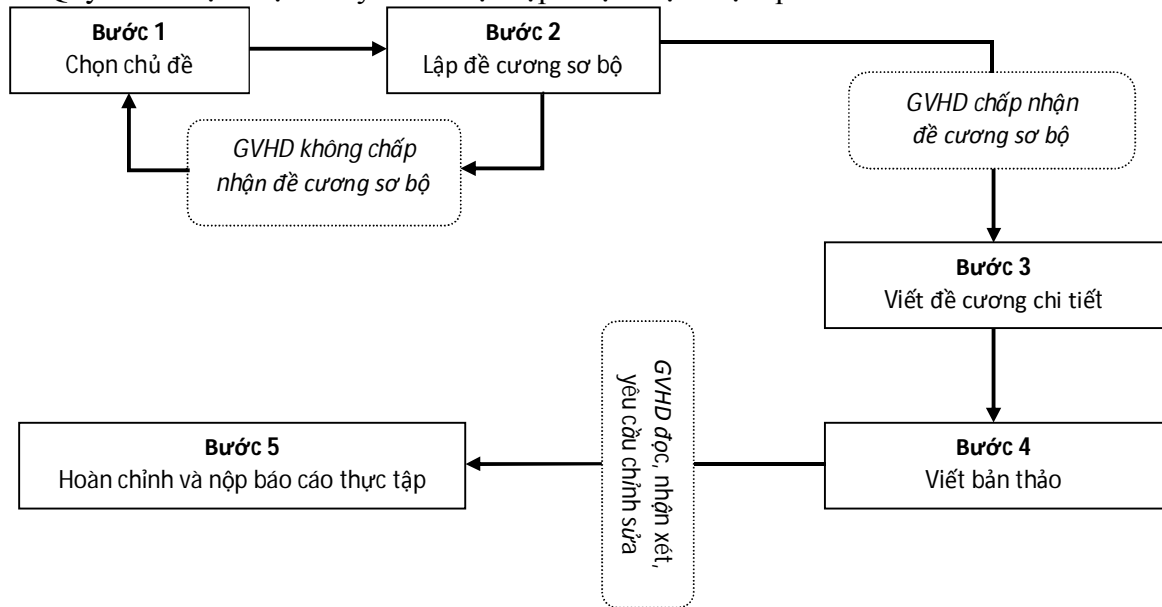 Bước 1
Chọn chủ đề
Bước 2
Lập đề cương sơ bộ
GVHD chấp nhận
đề cương sơ bộ
GVHD không chấp
nhận đề cương sơ bộ
Bước 3
Viết đề cương chi tiết
GVHD đọc, nhận xét,
yêu cầu chỉnh sửa
Bước 4
Viết bản thảo
Bước 5
Hoàn chỉnh và nộp báo cáo thực tập